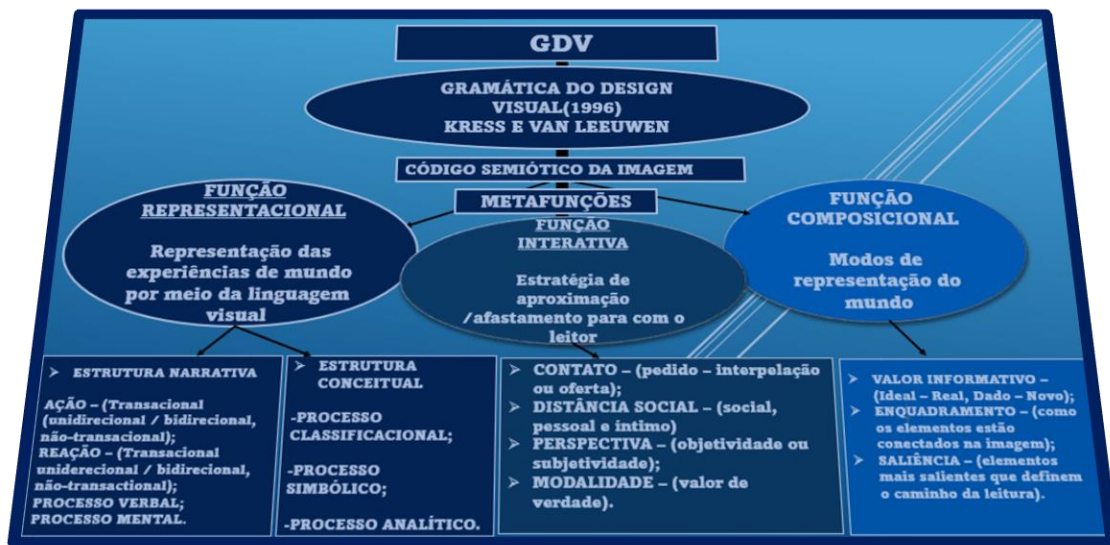 GDV
GRAMÁTICA DO DESIGN
VISUAL(1996)
KRESS E VAN LEEUWEN
CÓDIGO SEMIÓTICO DA IMAGEM
METAFUNÇÕES
FUNÇÃO
REPRESENTACIONAL
Representação das
experiências de mundo
por meio da linguagem
visual
FUNÇÃO
INTERATIVA
Estratégia de
aproximação
/afastamento para com o
leitor
FUNÇÃO
COMPOSICIONAL
Modos de
representação do
mundo
➤ ESTRUTURA NARRATIVA
AÇÃO – (Transacional
(unidirecional / bidirecional,
não-transacional);
REAÇÃO – (Transacional
uniderecional / bidirecional,
não-transactional);
PROCESSO VERBAL;
PROCESSO MENTAL.
➤ ESTRUTURA
CONCEITUAL
-PROCESSO
CLASSIFICACIONAL;
-PROCESSO
SIMBÓLICO;
-PROCESSO ANALÍTICO.
➤ CONTATO – (pedido – interpelação
ou oferta);
➤ DISTÂNCIA SOCIAL – (social,
pessoal e íntimo)
➤ PERSPECTIVA – (objetividade ou
subjetividade);
➤ MODALIDADE – (valor de
verdade).
➤ VALOR INFORMATIVO –
(Ideal – Real, Dado – Novo);
➤ ENQUADRAMENTO – (como
os elementos estão
conectados na imagem);
➤ SALIÊNCIA – (elementos
mais salientes que definem
o caminho da leitura).